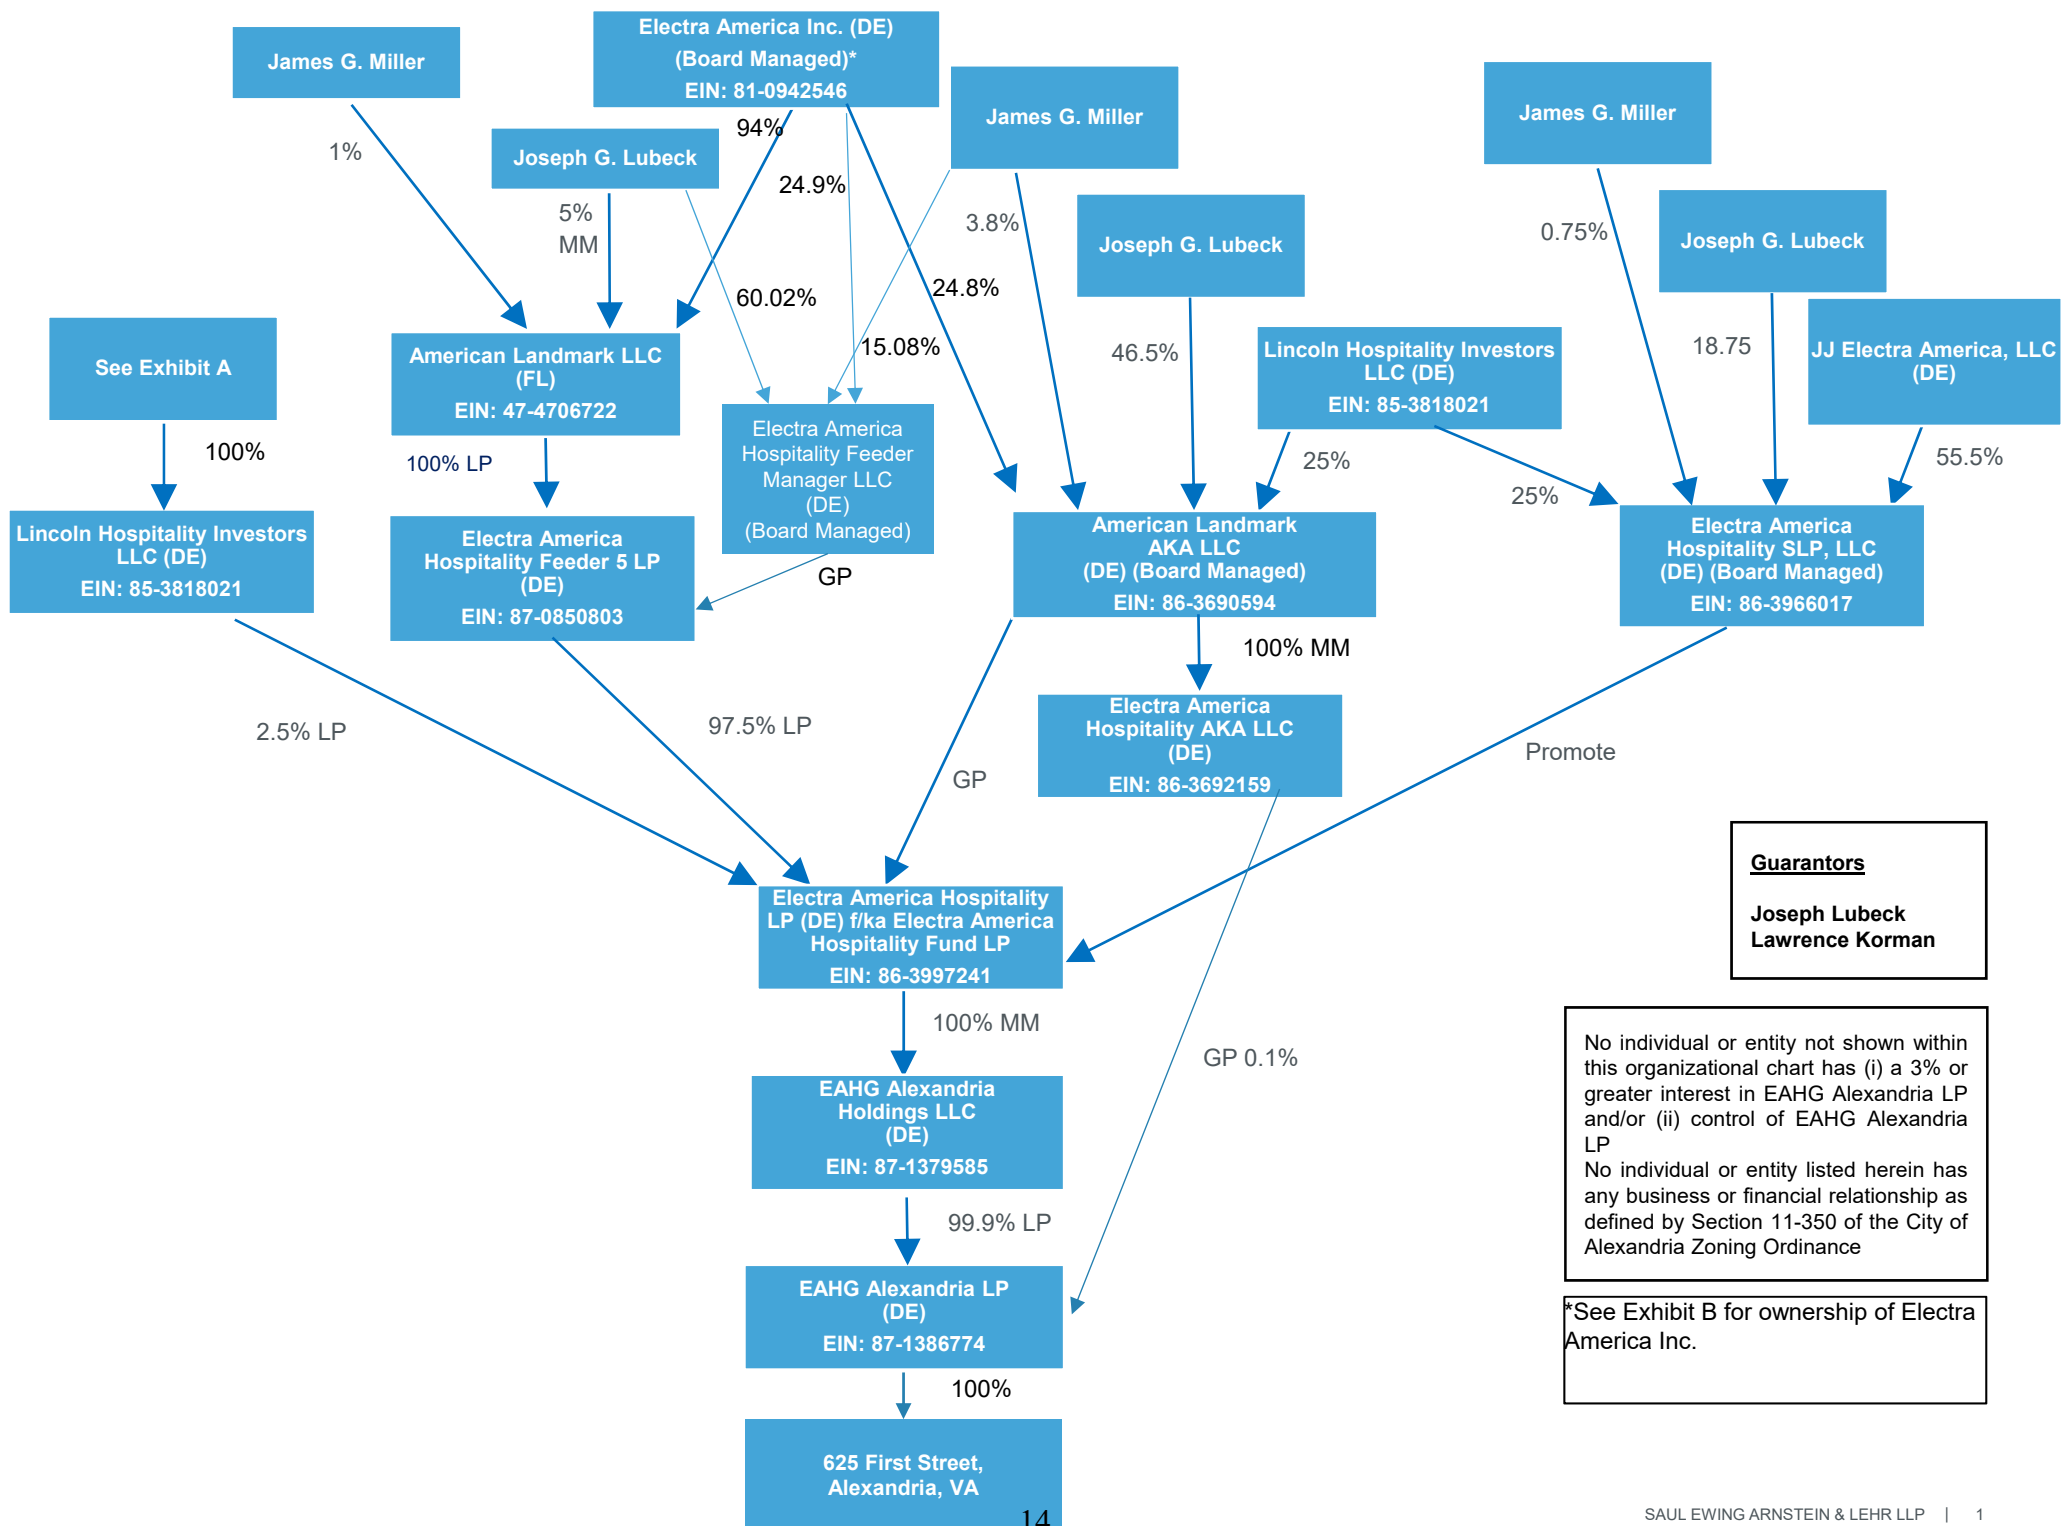 James G. Miller
Electra America Inc. (DE)
(Board Managed)*
EIN: 81-0942546
James G. Miller
James G. Miller
1%
Joseph G. Lubeck
94%
24.9%
5%
MM
3.8%
Joseph G. Lubeck
0.75%
Joseph G. Lubeck
60.02%
24.8%
15.08%
46.5%
18.75
See Exhibit A
American Landmark LLC
(FL)
EIN: 47-4706722
Lincoln Hospitality Investors
LLC (DE)
EIN: 85-3818021
JJ Electra America, LLC
(DE)
100%
100% LP
Electra America
Hospitality Feeder
Manager LLC
(DE)
(Board Managed)
25%
25%
55.5%
Lincoln Hospitality Investors
LLC (DE)
EIN: 85-3818021
Electra America
Hospitality Feeder 5 LP
(DE)
EIN: 87-0850803
GP
American Landmark
AKA LLC
(DE) (Board Managed)
EIN: 86-3690594
Electra America
Hospitality SLP, LLC
(DE) (Board Managed)
EIN: 86-3966017
100% MM
2.5% LP
97.5% LP
GP
Electra America
Hospitality AKA LLC
(DE)
EIN: 86-3692159
Promote
Electra America Hospitality
LP (DE) f/ka Electra America
Hospitality Fund LP
EIN: 86-3997241
Guarantors
Joseph Lubeck
Lawrence Korman
100% MM
GP 0.1%
EAHG Alexandria
Holdings LLC
(DE)
EIN: 87-1379585
No individual or entity not shown within
this organizational chart has (i) a 3% or
greater interest in EAHG Alexandria LP
and/or (ii) control of EAHG Alexandria
LP
No individual or entity listed herein has
any business or financial relationship as
defined by Section 11-350 of the City of
Alexandria Zoning Ordinance
99.9% LP
EAHG Alexandria LP
(DE)
EIN: 87-1386774
*See Exhibit B for ownership of Electra
America Inc.
100%
625 First Street,
Alexandria, VA
14
SAUL EWING ARNSTEIN & LEHR LLP | 1